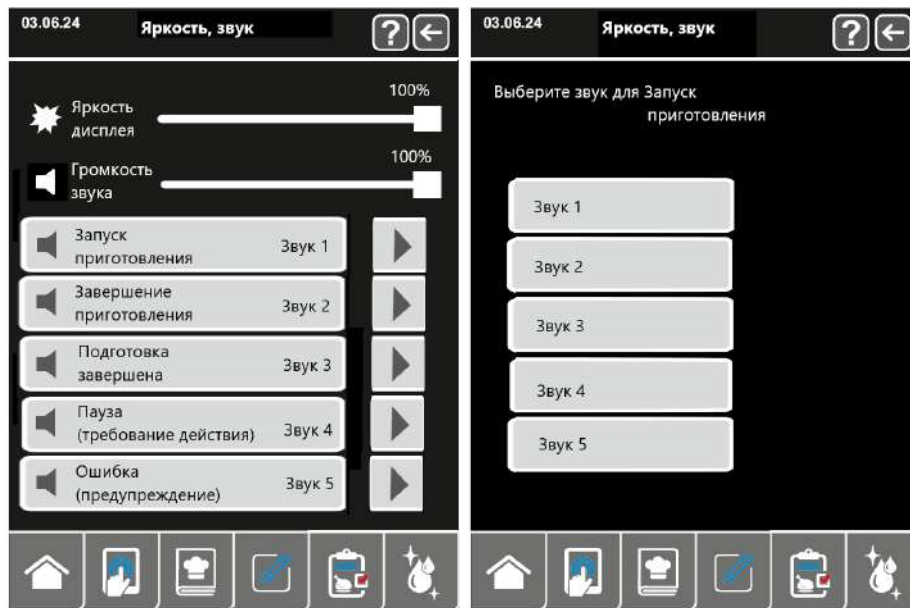 03.06.24
Яркость, звук
?
100%
Яркость
дисплея
100%
Громкость
звука
Запуск
приготовления
Звук 1
Завершение
приготовления
Звук 2
Подготовка
завершена
Звук 3
Пауза
(требование действия)
Звук 4
Ошибка
(предупреждение)
Звук 5
03.06.24
Яркость, звук
?
Выберите звук для Запуск
приготовления
Звук 1
Звук 2
Звук 3
Звук 4
Звук 5